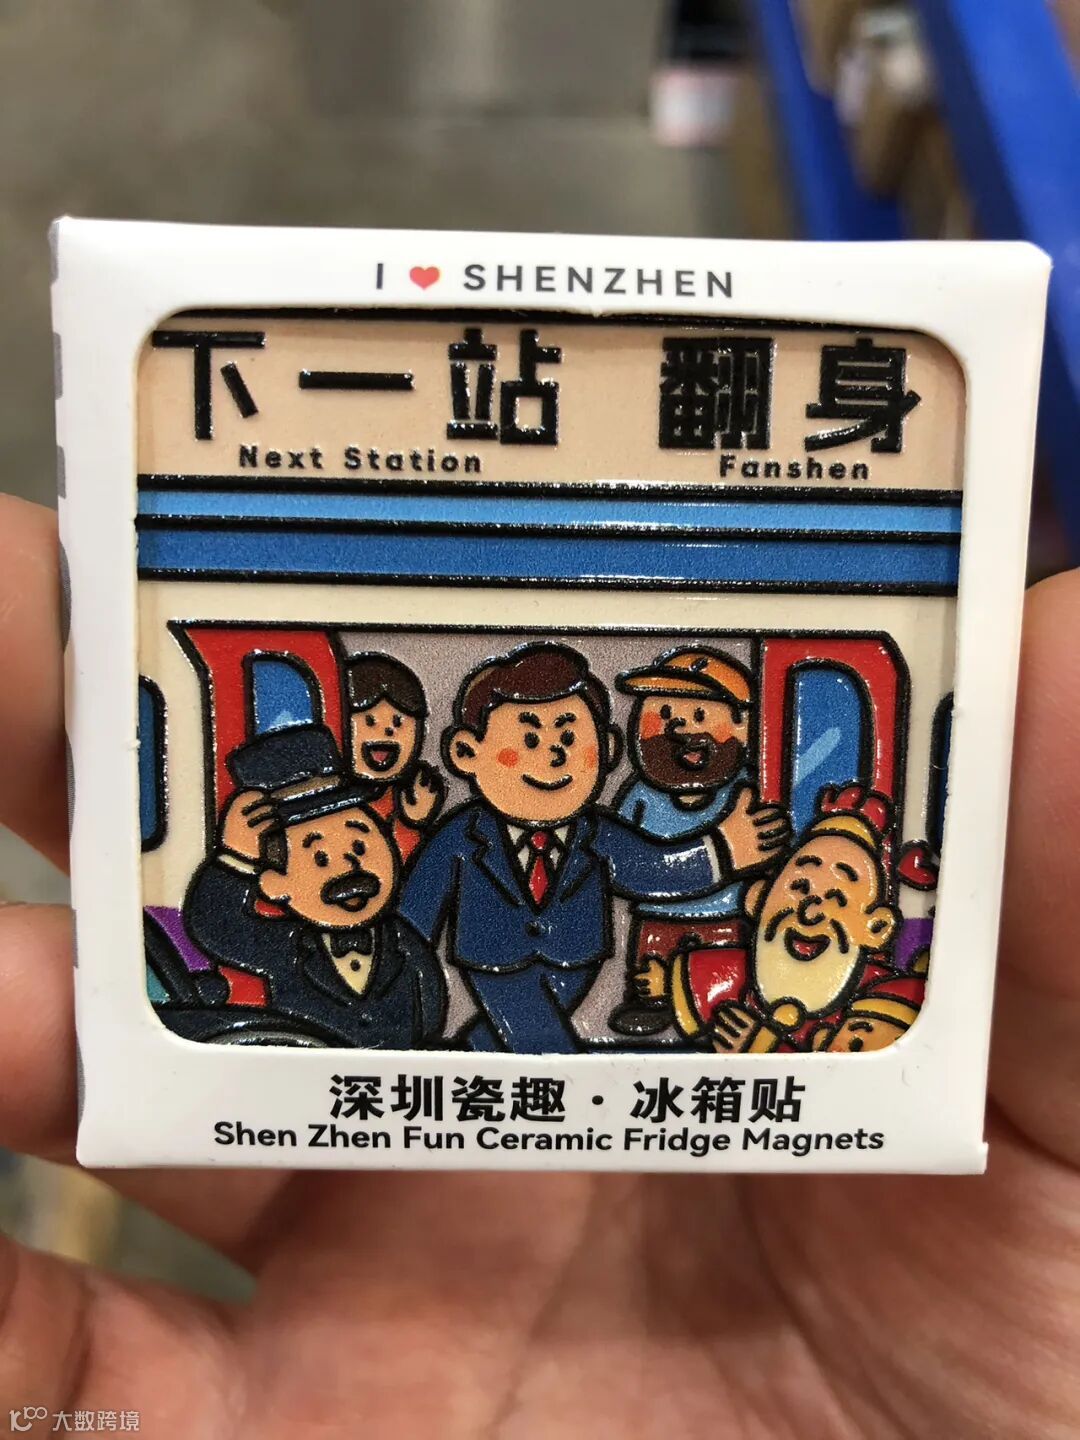 I ❤ SHENZHEN
下一站 翻身
Next Station Fanshen
深圳瓷趣·冰箱贴
Shen Zhen Fun Ceramic Fridge Magnets
大数跨境